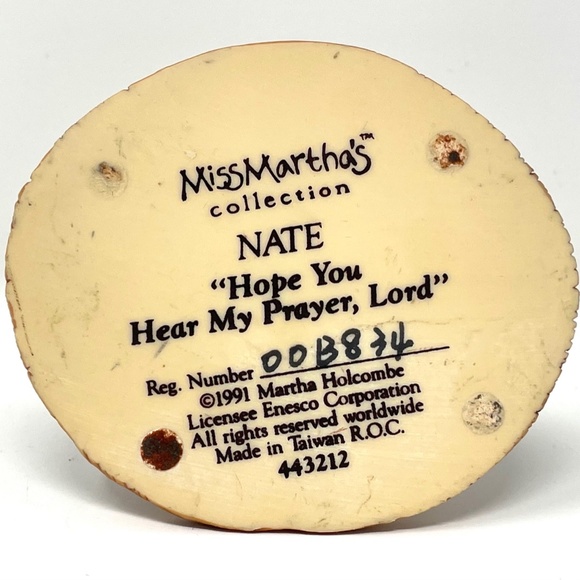 MissMartha's™
collection
NATE
“Hope You
Hear My Prayer, Lord”
Reg. Number 00B834
©1991 Martha Holcombe
Licensee Enesco Corporation
All rights reserved worldwide
Made in Taiwan R.O.C.
443212